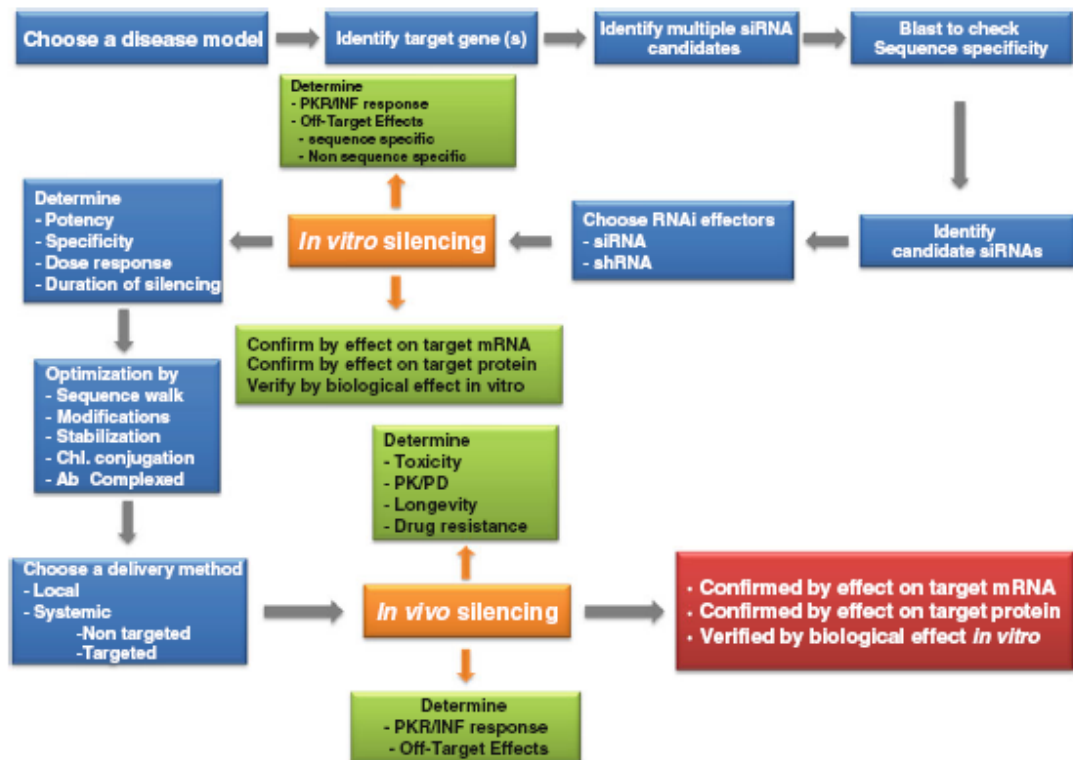 Choose a disease model
Identify target gene (s)
Identify multiple siRNA
candidates
Blast to check
Sequence specificity
Determine
- PKR/INF response
- Off-Target Effects
- sequence specific
- Non sequence specific
Determine
- Potency
- Specificity
- Dose response
- Duration of silencing
In vitro silencing
Choose RNAi effectors
- siRNA
- shRNA
Identify
candidate siRNAs
Confirm by effect on target mRNA
Confirm by effect on target protein
Verify by biological effect in vitro
Optimization by
- Sequence walk
- Modifications
- Stabilization
- Chl. conjugation
- Ab Complexed
Determine
- Toxicity
- PK/PD
- Longevity
- Drug resistance
Choose a delivery method
- Local
- Systemic
-Non targeted
-Targeted
In vivo silencing
• Confirmed by effect on target mRNA
• Confirmed by effect on target protein
• Verified by biological effect in vitro
Determine
- PKR/INF response
- Off-Target Effects